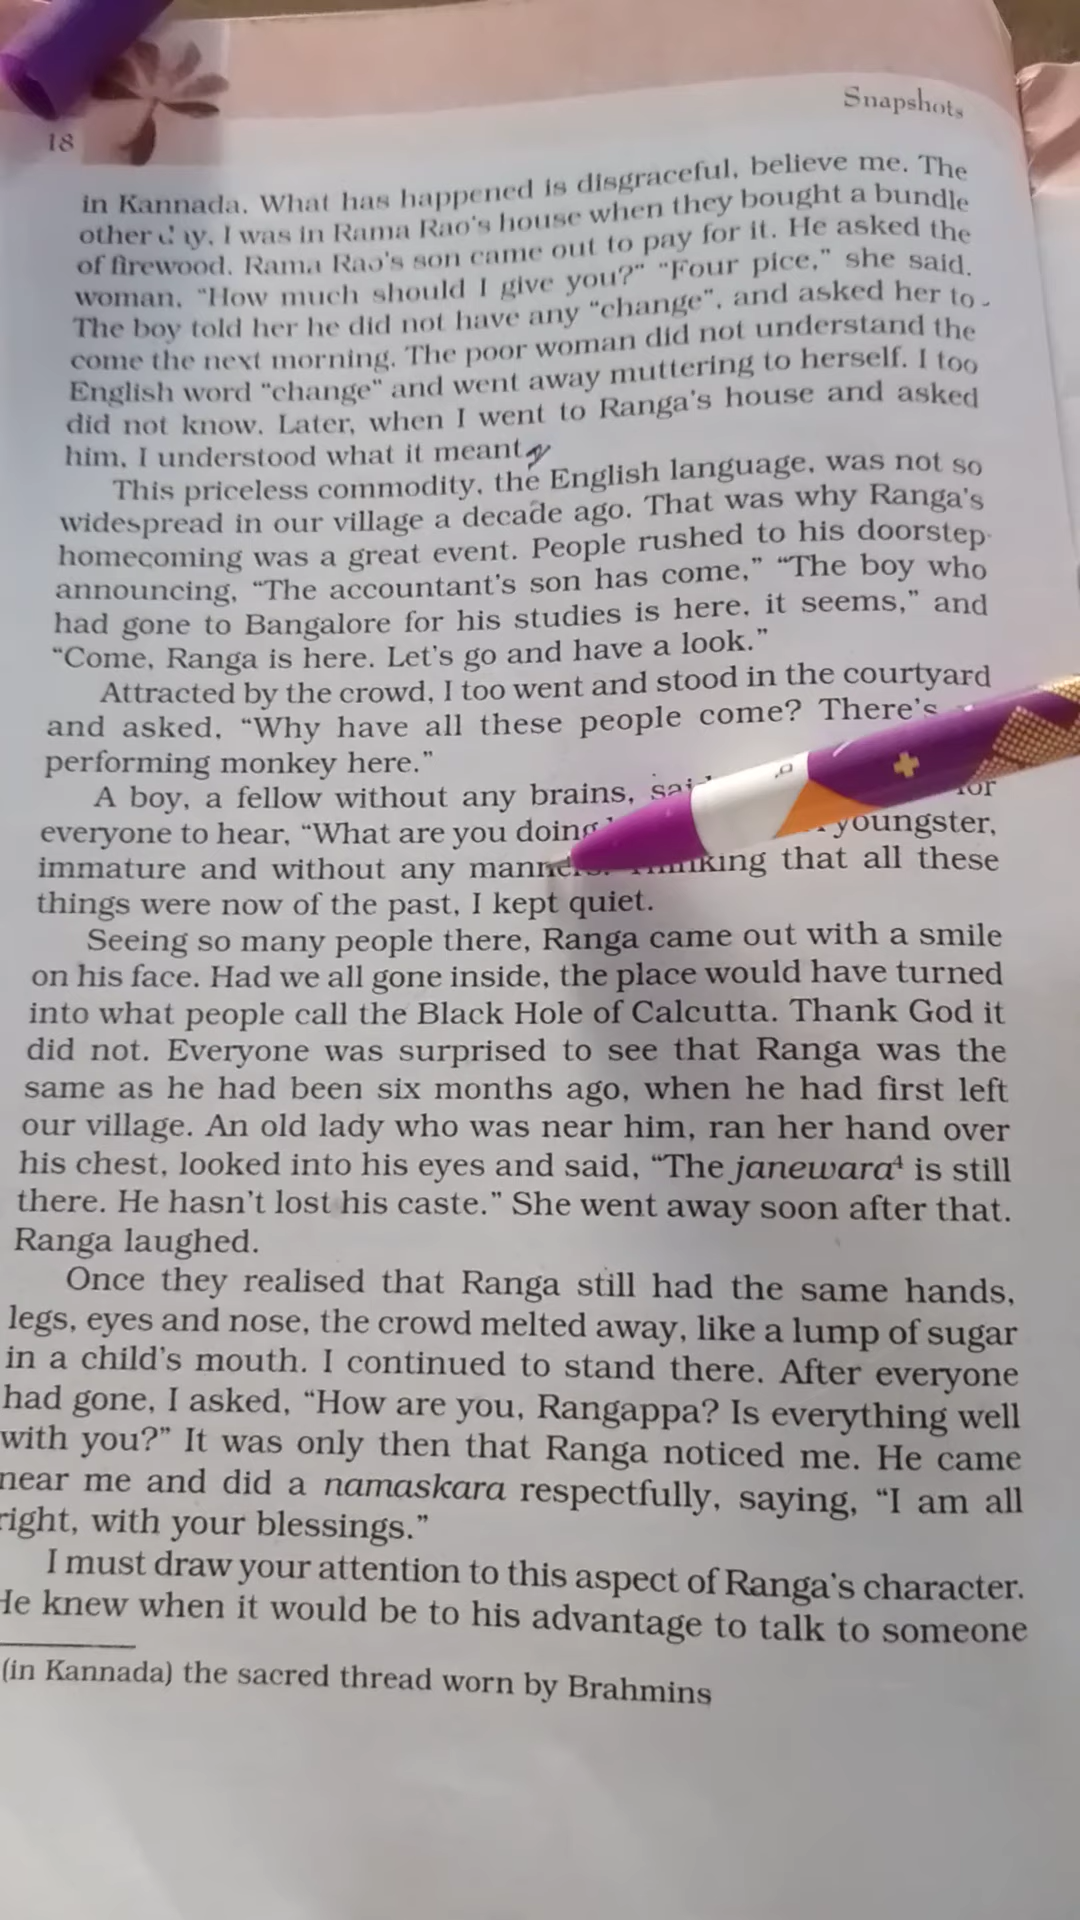 Snapshots
18
in Kannada. What has happened is disgraceful, believe me. The
other day, I was in Rama Rao's house when they bought a bundle
of firewood. Rama Rao's son came out to pay for it. He asked the
woman, "How much should I give you?" "Four pice," she said.
The boy told her he did not have any "change", and asked her to
come the next morning. The poor woman did not understand the
English word "change" and went away muttering to herself. I too
did not know. Later, when I went to Ranga's house and asked
him, I understood what it meant.
This priceless commodity, the English language, was not so
widespread in our village a decade ago. That was why Ranga's
homecoming was a great event. People rushed to his doorstep
announcing, "The accountant's son has come," "The boy who
had gone to Bangalore for his studies is here, it seems," and
"Come, Ranga is here. Let's go and have a look."
Attracted by the crowd, I too went and stood in the courtyard
and asked, "Why have all these people come? There's
performing monkey here."
A boy, a fellow without any brains, said for
everyone to hear, "What are you doing youngster,
immature and without any manners. Thinking that all these
things were now of the past, I kept quiet.
Seeing so many people there, Ranga came out with a smile
on his face. Had we all gone inside, the place would have turned
into what people call the Black Hole of Calcutta. Thank God it
did not. Everyone was surprised to see that Ranga was the
same as he had been six months ago, when he had first left
our village. An old lady who was near him, ran her hand over
his chest, looked into his eyes and said, "The janewara⁴ is still
there. He hasn't lost his caste." She went away soon after that.
Ranga laughed.
Once they realised that Ranga still had the same hands,
legs, eyes and nose, the crowd melted away, like a lump of sugar
in a child's mouth. I continued to stand there. After everyone
had gone, I asked, "How are you, Rangappa? Is everything well
with you?" It was only then that Ranga noticed me. He came
near me and did a namaskara respectfully, saying, "I am all
right, with your blessings."
I must draw your attention to this aspect of Ranga's character.
He knew when it would be to his advantage to talk to someone
(in Kannada) the sacred thread worn by Brahmins